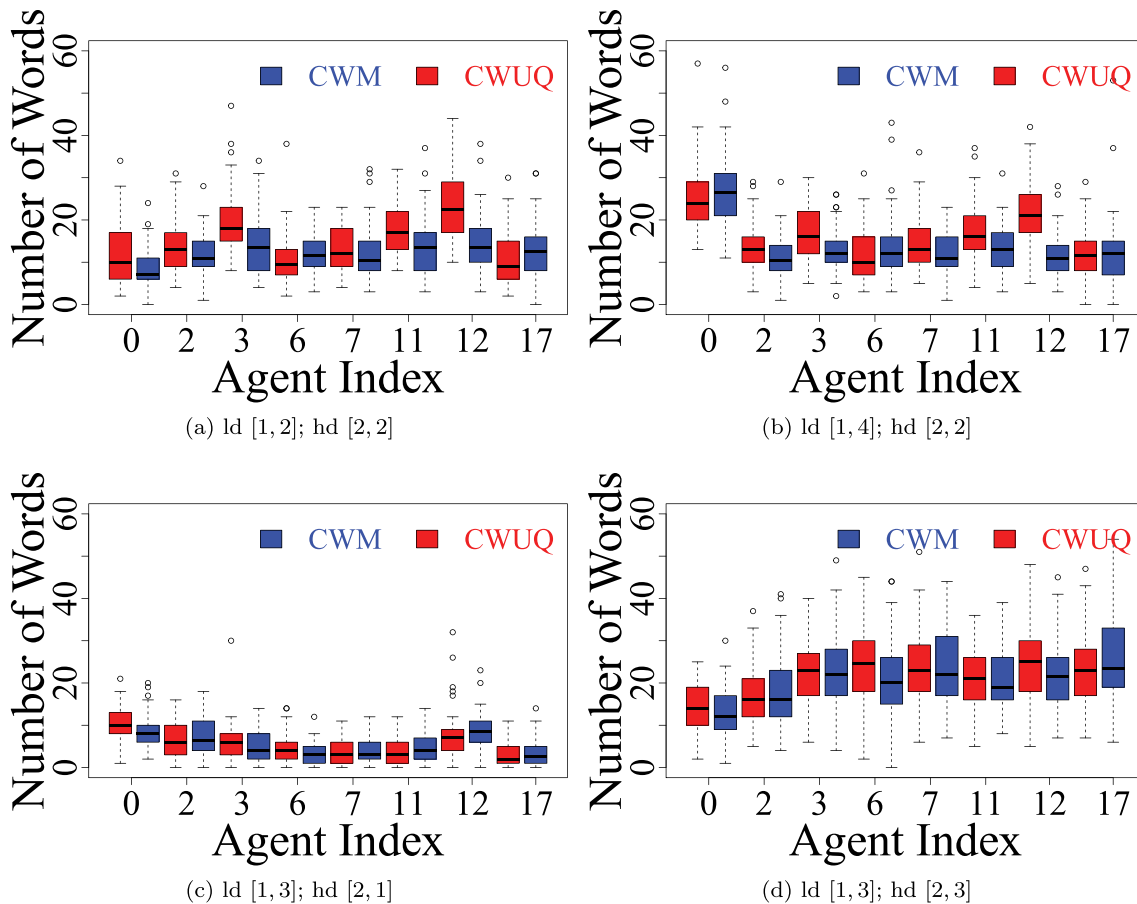 Number of Words
60
40
20
0
CWM
CWUQ
0 2 3 6 7 11 12 17
Agent Index
(a) ld [1, 2]; hd [2, 2]
Number of Words
60
40
20
0
CWM
CWUQ
0 2 3 6 7 11 12 17
Agent Index
(b) ld [1, 4]; hd [2, 2]
Number of Words
60
40
20
0
CWM
CWUQ
0 2 3 6 7 11 12 17
Agent Index
(c) ld [1, 3]; hd [2, 1]
Number of Words
60
40
20
0
CWM
CWUQ
0 2 3 6 7 11 12 17
Agent Index
(d) ld [1, 3]; hd [2, 3]